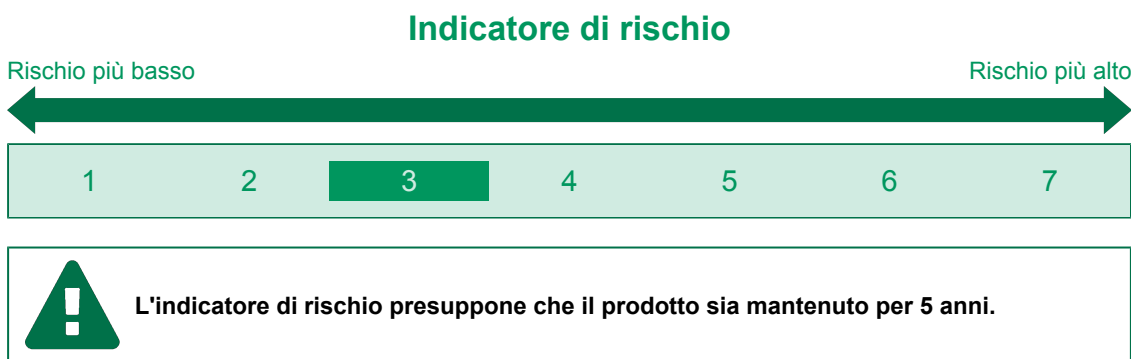 Indicatore di rischio
Rischio più basso Rischio più alto
1 2 3 4 5 6 7
L'indicatore di rischio presuppone che il prodotto sia mantenuto per 5 anni.